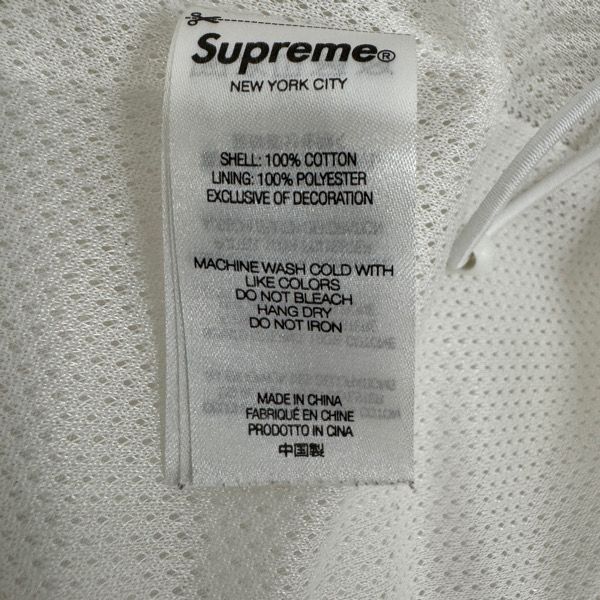 Supreme®
NEW YORK CITY
SHELL: 100% COTTON
LINING: 100% POLYESTER
EXCLUSIVE OF DECORATION
MACHINE WASH COLD WITH
LIKE COLORS
DO NOT BLEACH
HANG DRY
DO NOT IRON
MADE IN CHINA
FABRIQUÉ EN CHINE
PRODOTTO IN CINA
中国製